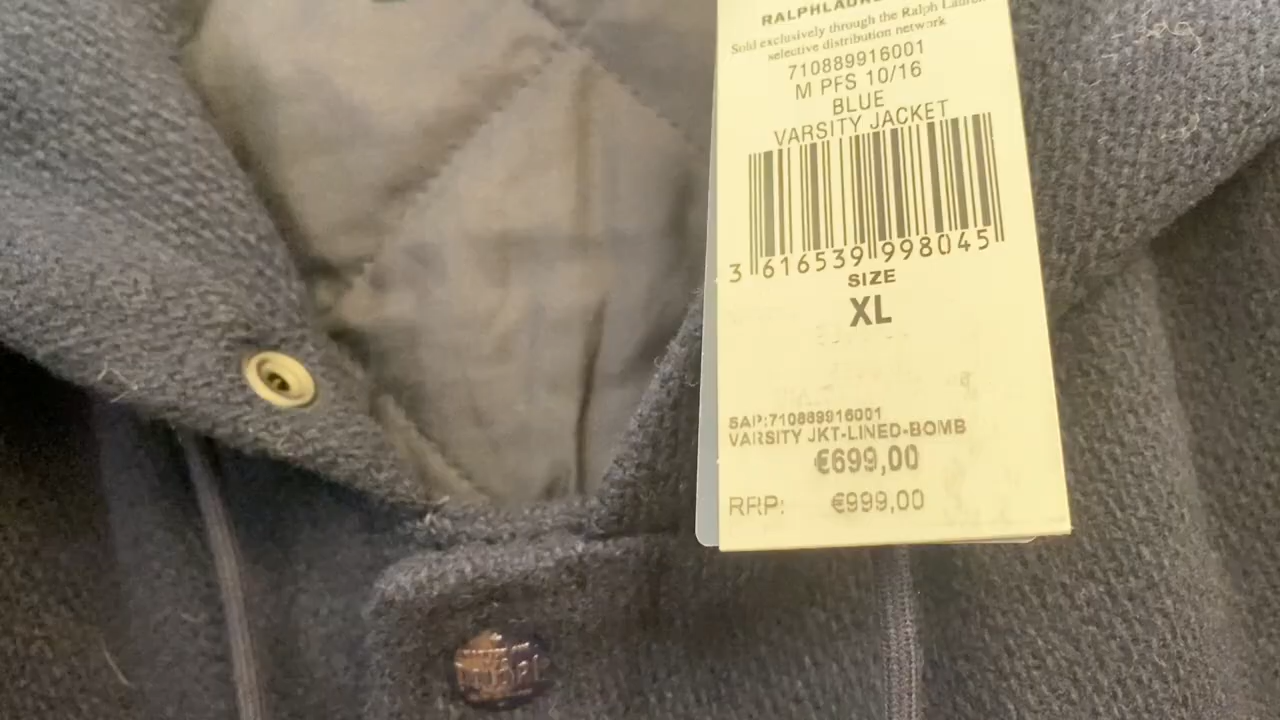 Sold exclusively through the Ralph Lauren
selective distribution network
710889916001
M PFS 10/16
BLUE
VARSITY JACKET
3 616539 998045
SIZE
XL
SAP:710889916001
VARSITY JKT-LINED-BOMB
€699,00
RRP: €999,00